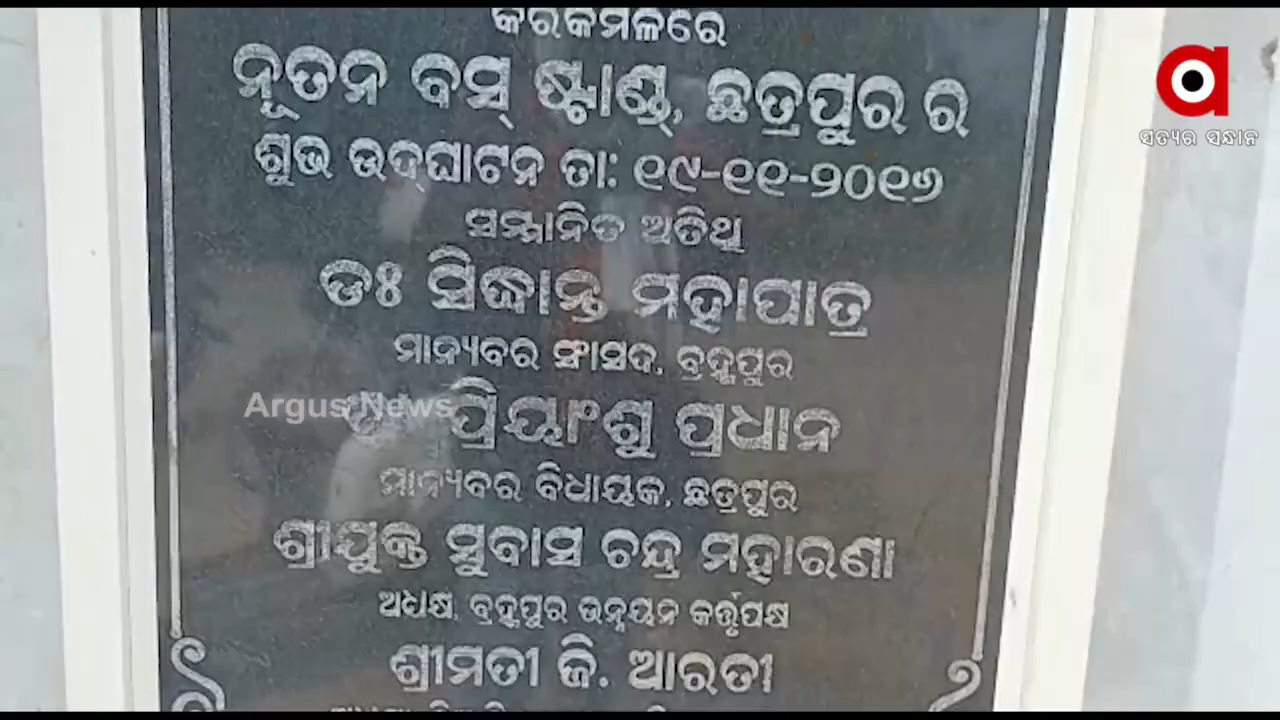 କରକମଳରେ
ନୂତନ ବସ୍ ଷ୍ଟାଣ୍ଡ, ଛତ୍ରପୁର ର
ଶୁଭ ଉଦ୍‌ଘାଟନ ତା: ୧୯-୧୧-୨୦୧୬
ସମ୍ମାନିତ ଅତିଥି
ଡଃ ସିଦ୍ଧାନ୍ତ ମହାପାତ୍ର
ମାନ୍ୟବର ସାଂସଦ, ବ୍ରହ୍ମପୁର
ପ୍ରିୟାଂଶୁ ପ୍ରଧାନ
ମାନ୍ୟବର ବିଧାୟକ, ଛତ୍ରପୁର
ଶ୍ରୀଯୁକ୍ତ ସୁବାସ ଚନ୍ଦ୍ର ମହାରଣା
ଅଧ୍ୟକ୍ଷ, ବ୍ରହ୍ମପୁର ଉନ୍ନୟନ କର୍ତ୍ତୃପକ୍ଷ
ଶ୍ରୀମତୀ ଜି. ଆରତୀ
Argus News
a
ସତ୍ୟର ସନ୍ଧାନ